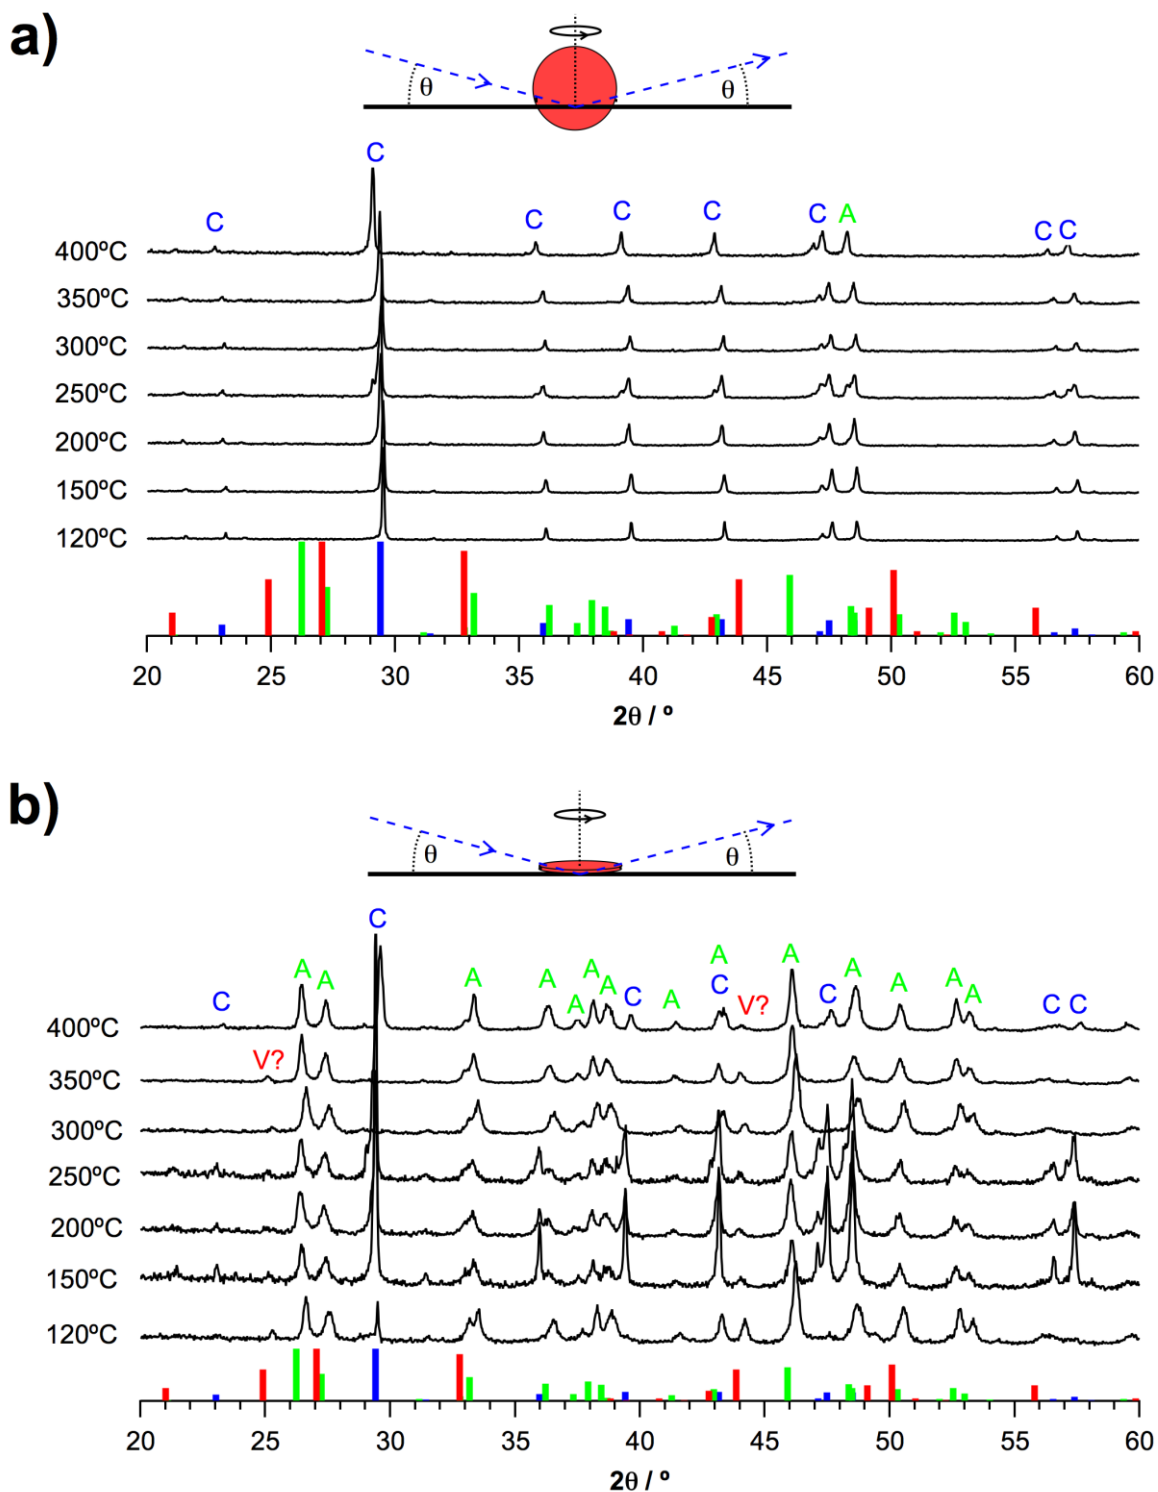 a)
θ θ
C
C C C C C A C C
400ºC
350ºC
300ºC
250ºC
200ºC
150ºC
120ºC
20 25 30 35 40 45 50 55 60
2θ / º
b)
θ θ
C
C A A A A A A A C A A C V? A C A A A A C C
400ºC
V?
350ºC
300ºC
250ºC
200ºC
150ºC
120ºC
20 25 30 35 40 45 50 55 60
2θ / º